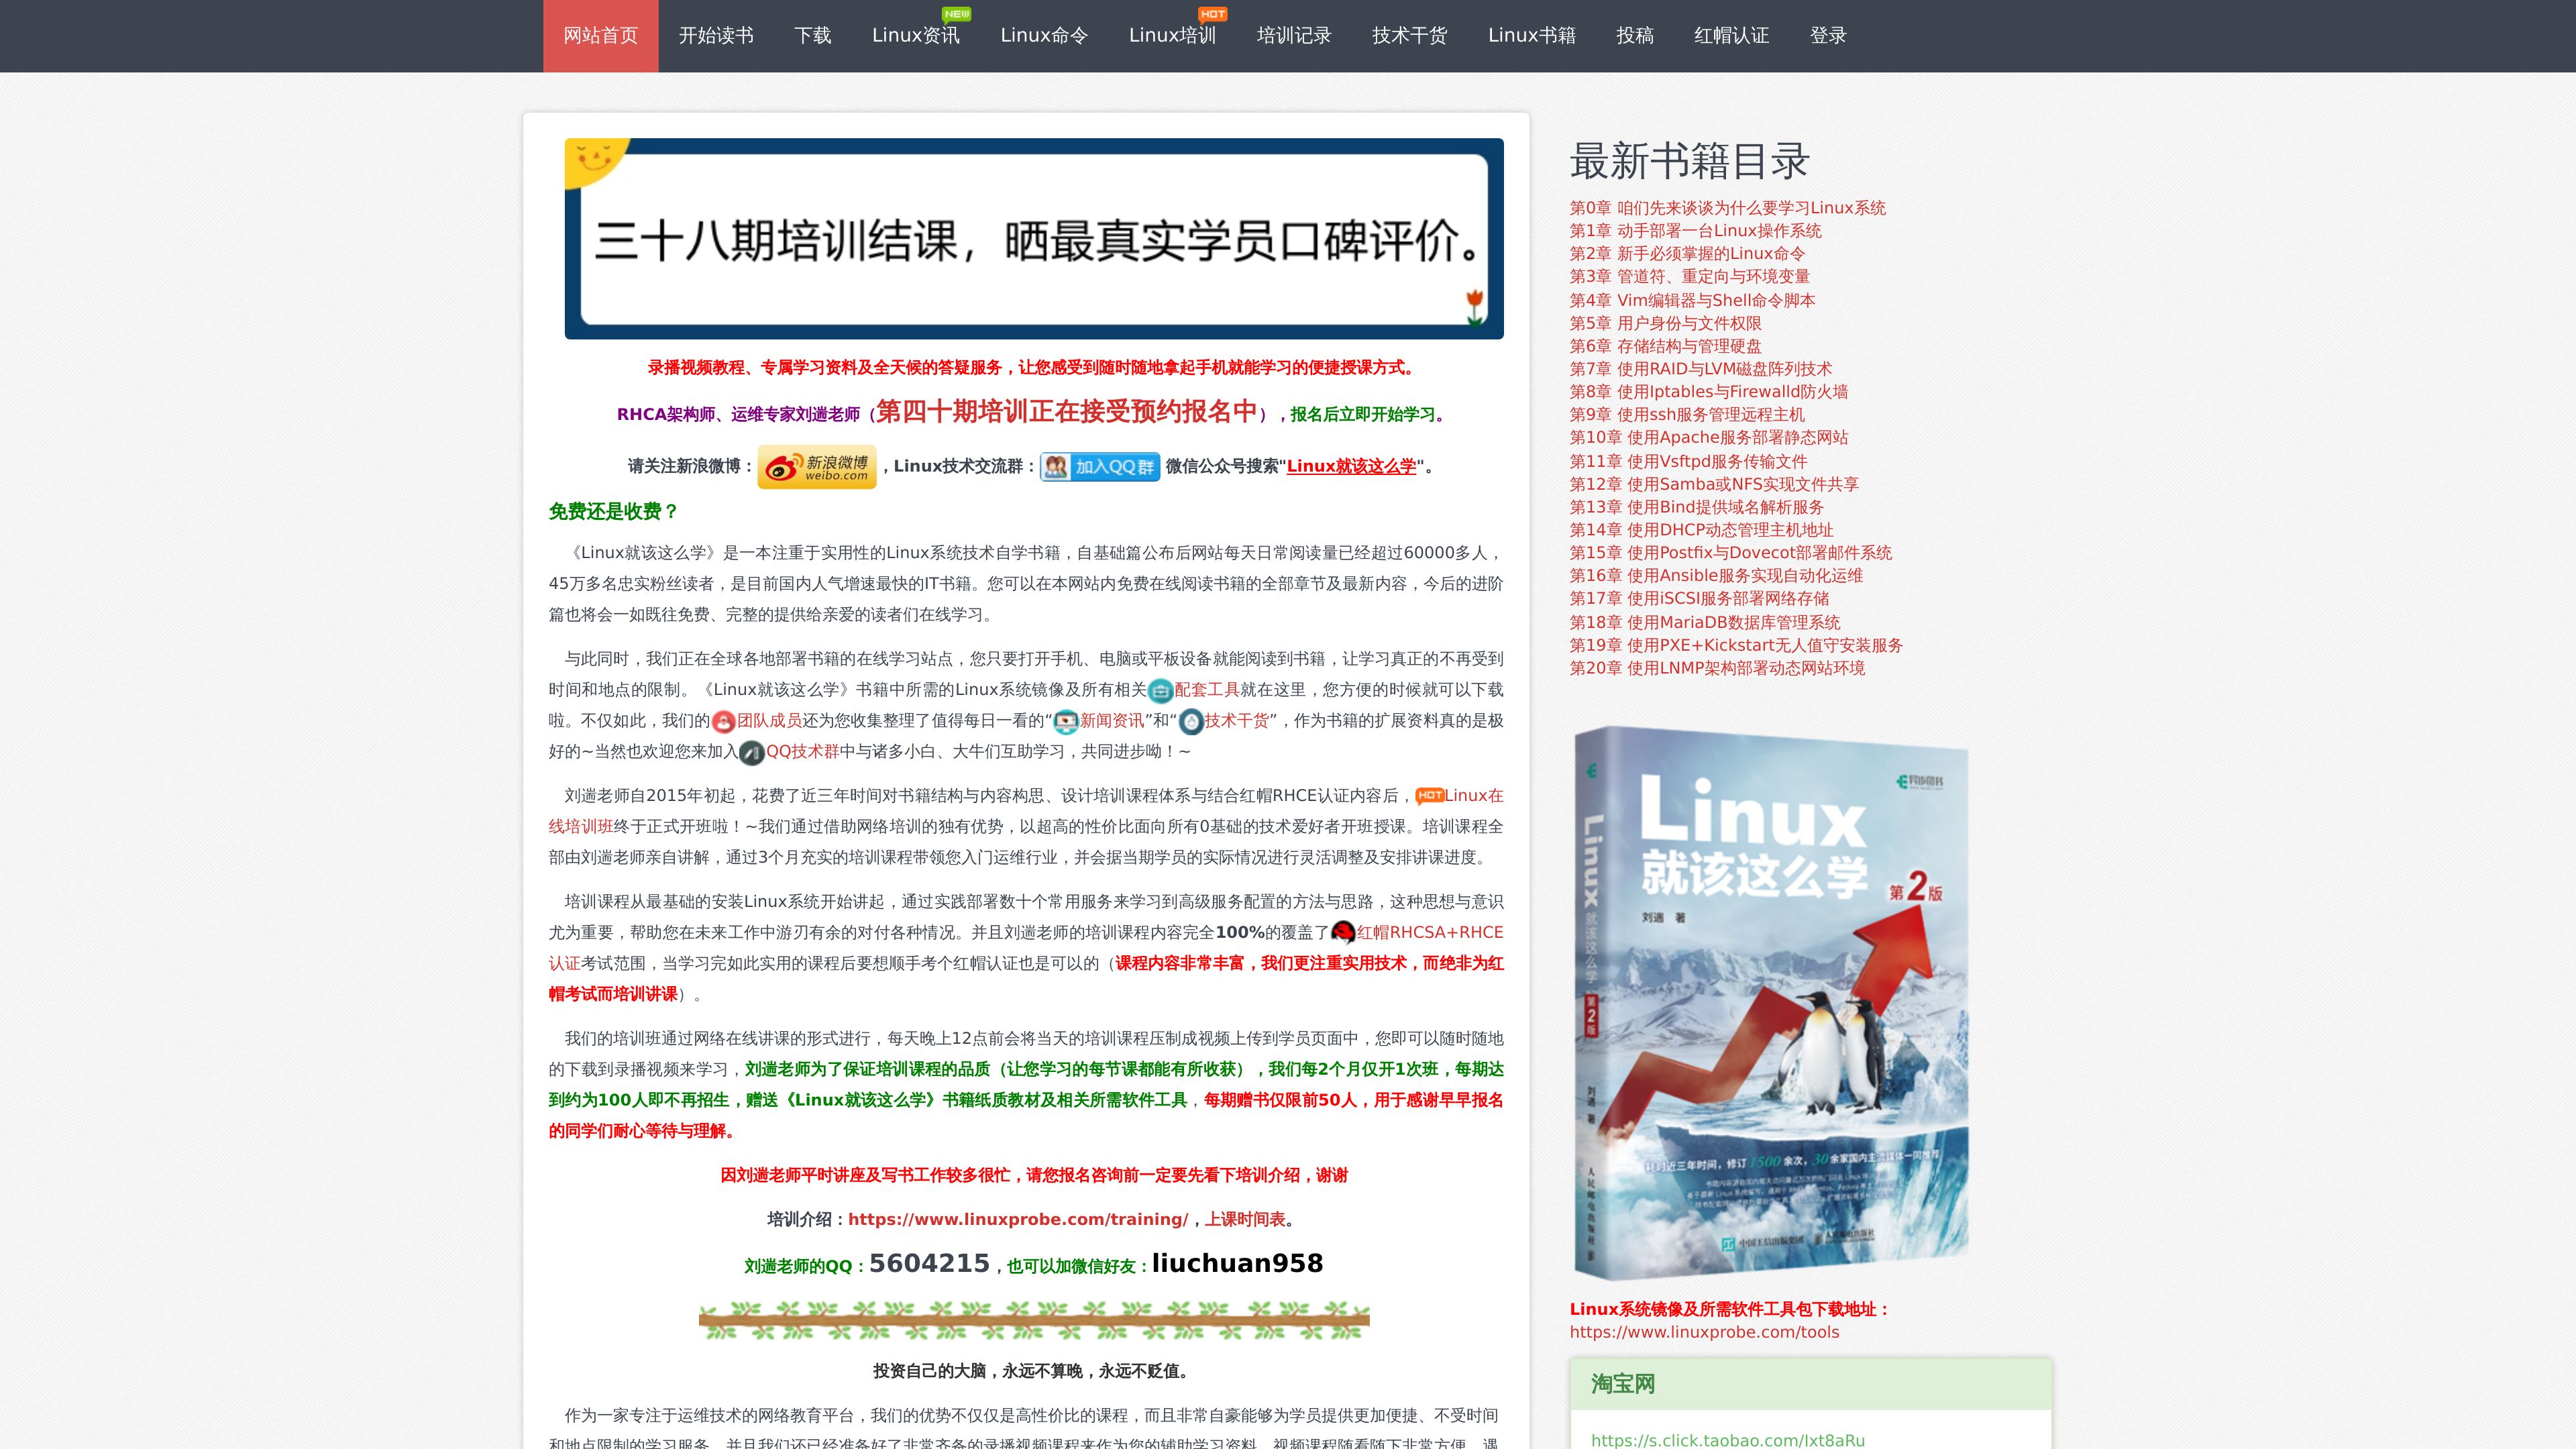 网站首页 开始读书 下载 Linux资讯 NEW Linux命令 Linux培训 HOT 培训记录 技术干货 Linux书籍 投稿 红帽认证 登录
三十八期培训结课，晒最真实学员口碑评价。
录播视频教程、专属学习资料及全天候的答疑服务，让您感受到随时随地拿起手机就能学习的便捷授课方式。
RHCA架构师、运维专家刘遄老师（第四十期培训正在接受预约报名中），报名后立即开始学习。
请关注新浪微博：新浪微博 weibo.com，Linux技术交流群：加入QQ群 微信公众号搜索"Linux就该这么学"。
免费还是收费？
《Linux就该这么学》是一本注重于实用性的Linux系统技术自学书籍，自基础篇公布后网站每天日常阅读量已经超过60000多人，
45万多名忠实粉丝读者，是目前国内人气增速最快的IT书籍。您可以在本网站内免费在线阅读书籍的全部章节及最新内容，今后的进阶
篇也将会一如既往免费、完整的提供给亲爱的读者们在线学习。
与此同时，我们正在全球各地部署书籍的在线学习站点，您只要打开手机、电脑或平板设备就能阅读到书籍，让学习真正的不再受到
时间和地点的限制。《Linux就该这么学》书籍中所需的Linux系统镜像及所有相关配套工具就在这里，您方便的时候就可以下载
啦。不仅如此，我们的团队成员还为您收集整理了值得每日一看的“新闻资讯”和“技术干货”，作为书籍的扩展资料真的是极
好的~当然也欢迎您来加入QQ技术群中与诸多小白、大牛们互助学习，共同进步呦！~
刘遄老师自2015年初起，花费了近三年时间对书籍结构与内容构思、设计培训课程体系与结合红帽RHCE认证内容后，HOT Linux在
线培训班终于正式开班啦！~我们通过借助网络培训的独有优势，以超高的性价比面向所有0基础的技术爱好者开班授课。培训课程全
部由刘遄老师亲自讲解，通过3个月充实的培训课程带领您入门运维行业，并会据当期学员的实际情况进行灵活调整及安排讲课进度。
培训课程从最基础的安装Linux系统开始讲起，通过实践部署数十个常用服务来学习到高级服务配置的方法与思路，这种思想与意识
尤为重要，帮助您在未来工作中游刃有余的对付各种情况。并且刘遄老师的培训课程内容完全100%的覆盖了红帽RHCSA+RHCE
认证考试范围，当学习完如此实用的课程后要想顺手考个红帽认证也是可以的（课程内容非常丰富，我们更注重实用技术，而绝非为红
帽考试而培训讲课）。
我们的培训班通过网络在线讲课的形式进行，每天晚上12点前会将当天的培训课程压制成视频上传到学员页面中，您即可以随时随地
的下载到录播视频来学习，刘遄老师为了保证培训课程的品质（让您学习的每节课都能有所收获），我们每2个月仅开1次班，每期达
到约为100人即不再招生，赠送《Linux就该这么学》书籍纸质教材及相关所需软件工具，每期赠书仅限前50人，用于感谢早早报名
的同学们耐心等待与理解。
因刘遄老师平时讲座及写书工作较多很忙，请您报名咨询前一定要先看下培训介绍，谢谢
培训介绍：https://www.linuxprobe.com/training/，上课时间表。
刘遄老师的QQ：5604215，也可以加微信好友：liuchuan958
投资自己的大脑，永远不算晚，永远不贬值。
作为一家专注于运维技术的网络教育平台，我们的优势不仅仅是高性价比的课程，而且非常自豪能够为学员提供更加便捷、不受时间
和地点限制的学习服务。并且我们还已经准备好了非常齐备的录播视频课程来作为您的辅助学习资料，视频课程随看随下非常方便，遇
最新书籍目录
第0章 咱们先来谈谈为什么要学习Linux系统
第1章 动手部署一台Linux操作系统
第2章 新手必须掌握的Linux命令
第3章 管道符、重定向与环境变量
第4章 Vim编辑器与Shell命令脚本
第5章 用户身份与文件权限
第6章 存储结构与管理硬盘
第7章 使用RAID与LVM磁盘阵列技术
第8章 使用Iptables与Firewalld防火墙
第9章 使用ssh服务管理远程主机
第10章 使用Apache服务部署静态网站
第11章 使用Vsftpd服务传输文件
第12章 使用Samba或NFS实现文件共享
第13章 使用Bind提供域名解析服务
第14章 使用DHCP动态管理主机地址
第15章 使用Postfix与Dovecot部署邮件系统
第16章 使用Ansible服务实现自动化运维
第17章 使用iSCSI服务部署网络存储
第18章 使用MariaDB数据库管理系统
第19章 使用PXE+Kickstart无人值守安装服务
第20章 使用LNMP架构部署动态网站环境
异步图书
Linux
就该这么学
第2版
刘遄 著
Linux 就该这么学 第2版
刘遄 著
人民邮电出版社
耗时近三年时间，修订1500余次，30余家国内主流媒体一同推荐
中国工信出版集团 人民邮电出版社
Linux系统镜像及所需软件工具包下载地址：
https://www.linuxprobe.com/tools
淘宝网
https://s.click.taobao.com/Ixt8aRu